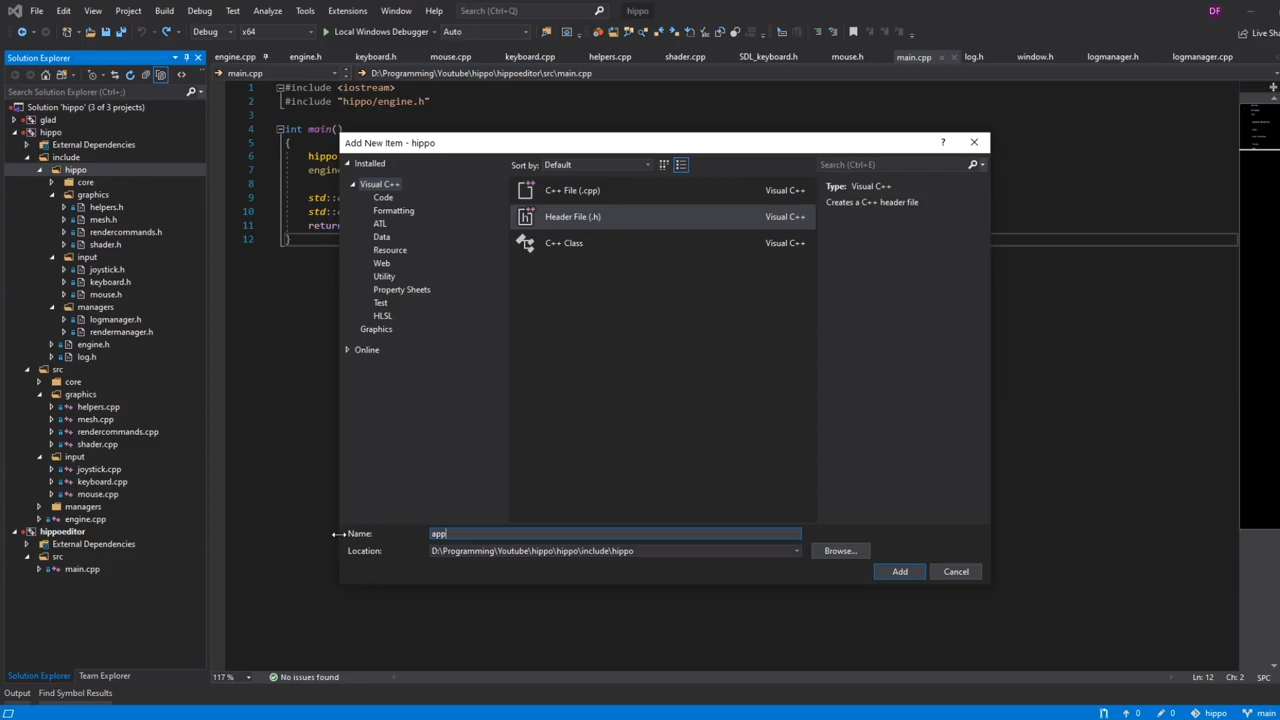 File Edit View Project Build Debug Test Analyze Tools Extensions Window Help Search (Ctrl+Q) hippo DF
Debug x64 Local Windows Debugger Auto Live Sha
Solution Explorer
engine.cpp engine.h keyboard.h mouse.cpp helpers.cpp shader.cpp SDL_keyboard.h mouse.h main.cpp log.h window.h logmanager.h logmanager.cpp
main.cpp D:\Programming\Youtube\hippo\hippoeditor\src\main.cpp
Search Solution Explorer (Ctrl+;)
Solution 'hippo' (3 of 3 projects)
glad
hippo
External Dependencies
include
hippo
core
graphics
helpers.h
mesh.h
rendercommands.h
shader.h
input
joystick.h
keyboard.h
mouse.h
managers
logmanager.h
rendermanager.h
engine.h
log.h
src
core
graphics
helpers.cpp
mesh.cpp
rendercommands.cpp
shader.cpp
input
joystick.cpp
keyboard.cpp
mouse.cpp
managers
engine.cpp
hippoeditor
External Dependencies
src
main.cpp
Solution Explorer Team Explorer
1 #include <iostream>
2 #include "hippo/engine.h"
3
4 int main()
5 {
6 hippo
7 engine
8
9 std::
10 std::
11 return
12 }
Add New Item - hippo ?
Installed
Visual C++
Code
Formatting
ATL
Data
Resource
Web
Utility
Property Sheets
Test
HLSL
Graphics
Online
Sort by: Default
C++ File (.cpp) Visual C++
Header File (.h) Visual C++
C++ Class Visual C++
Search (Ctrl+E)
Type: Visual C++
Creates a C++ header file
Name: app
Location: D:\Programming\Youtube\hippo\hippo\include\hippo Browse...
Add Cancel
117 % No issues found Ln: 12 Ch: 2 SPC
Output Find Symbol Results
0 0 hippo main